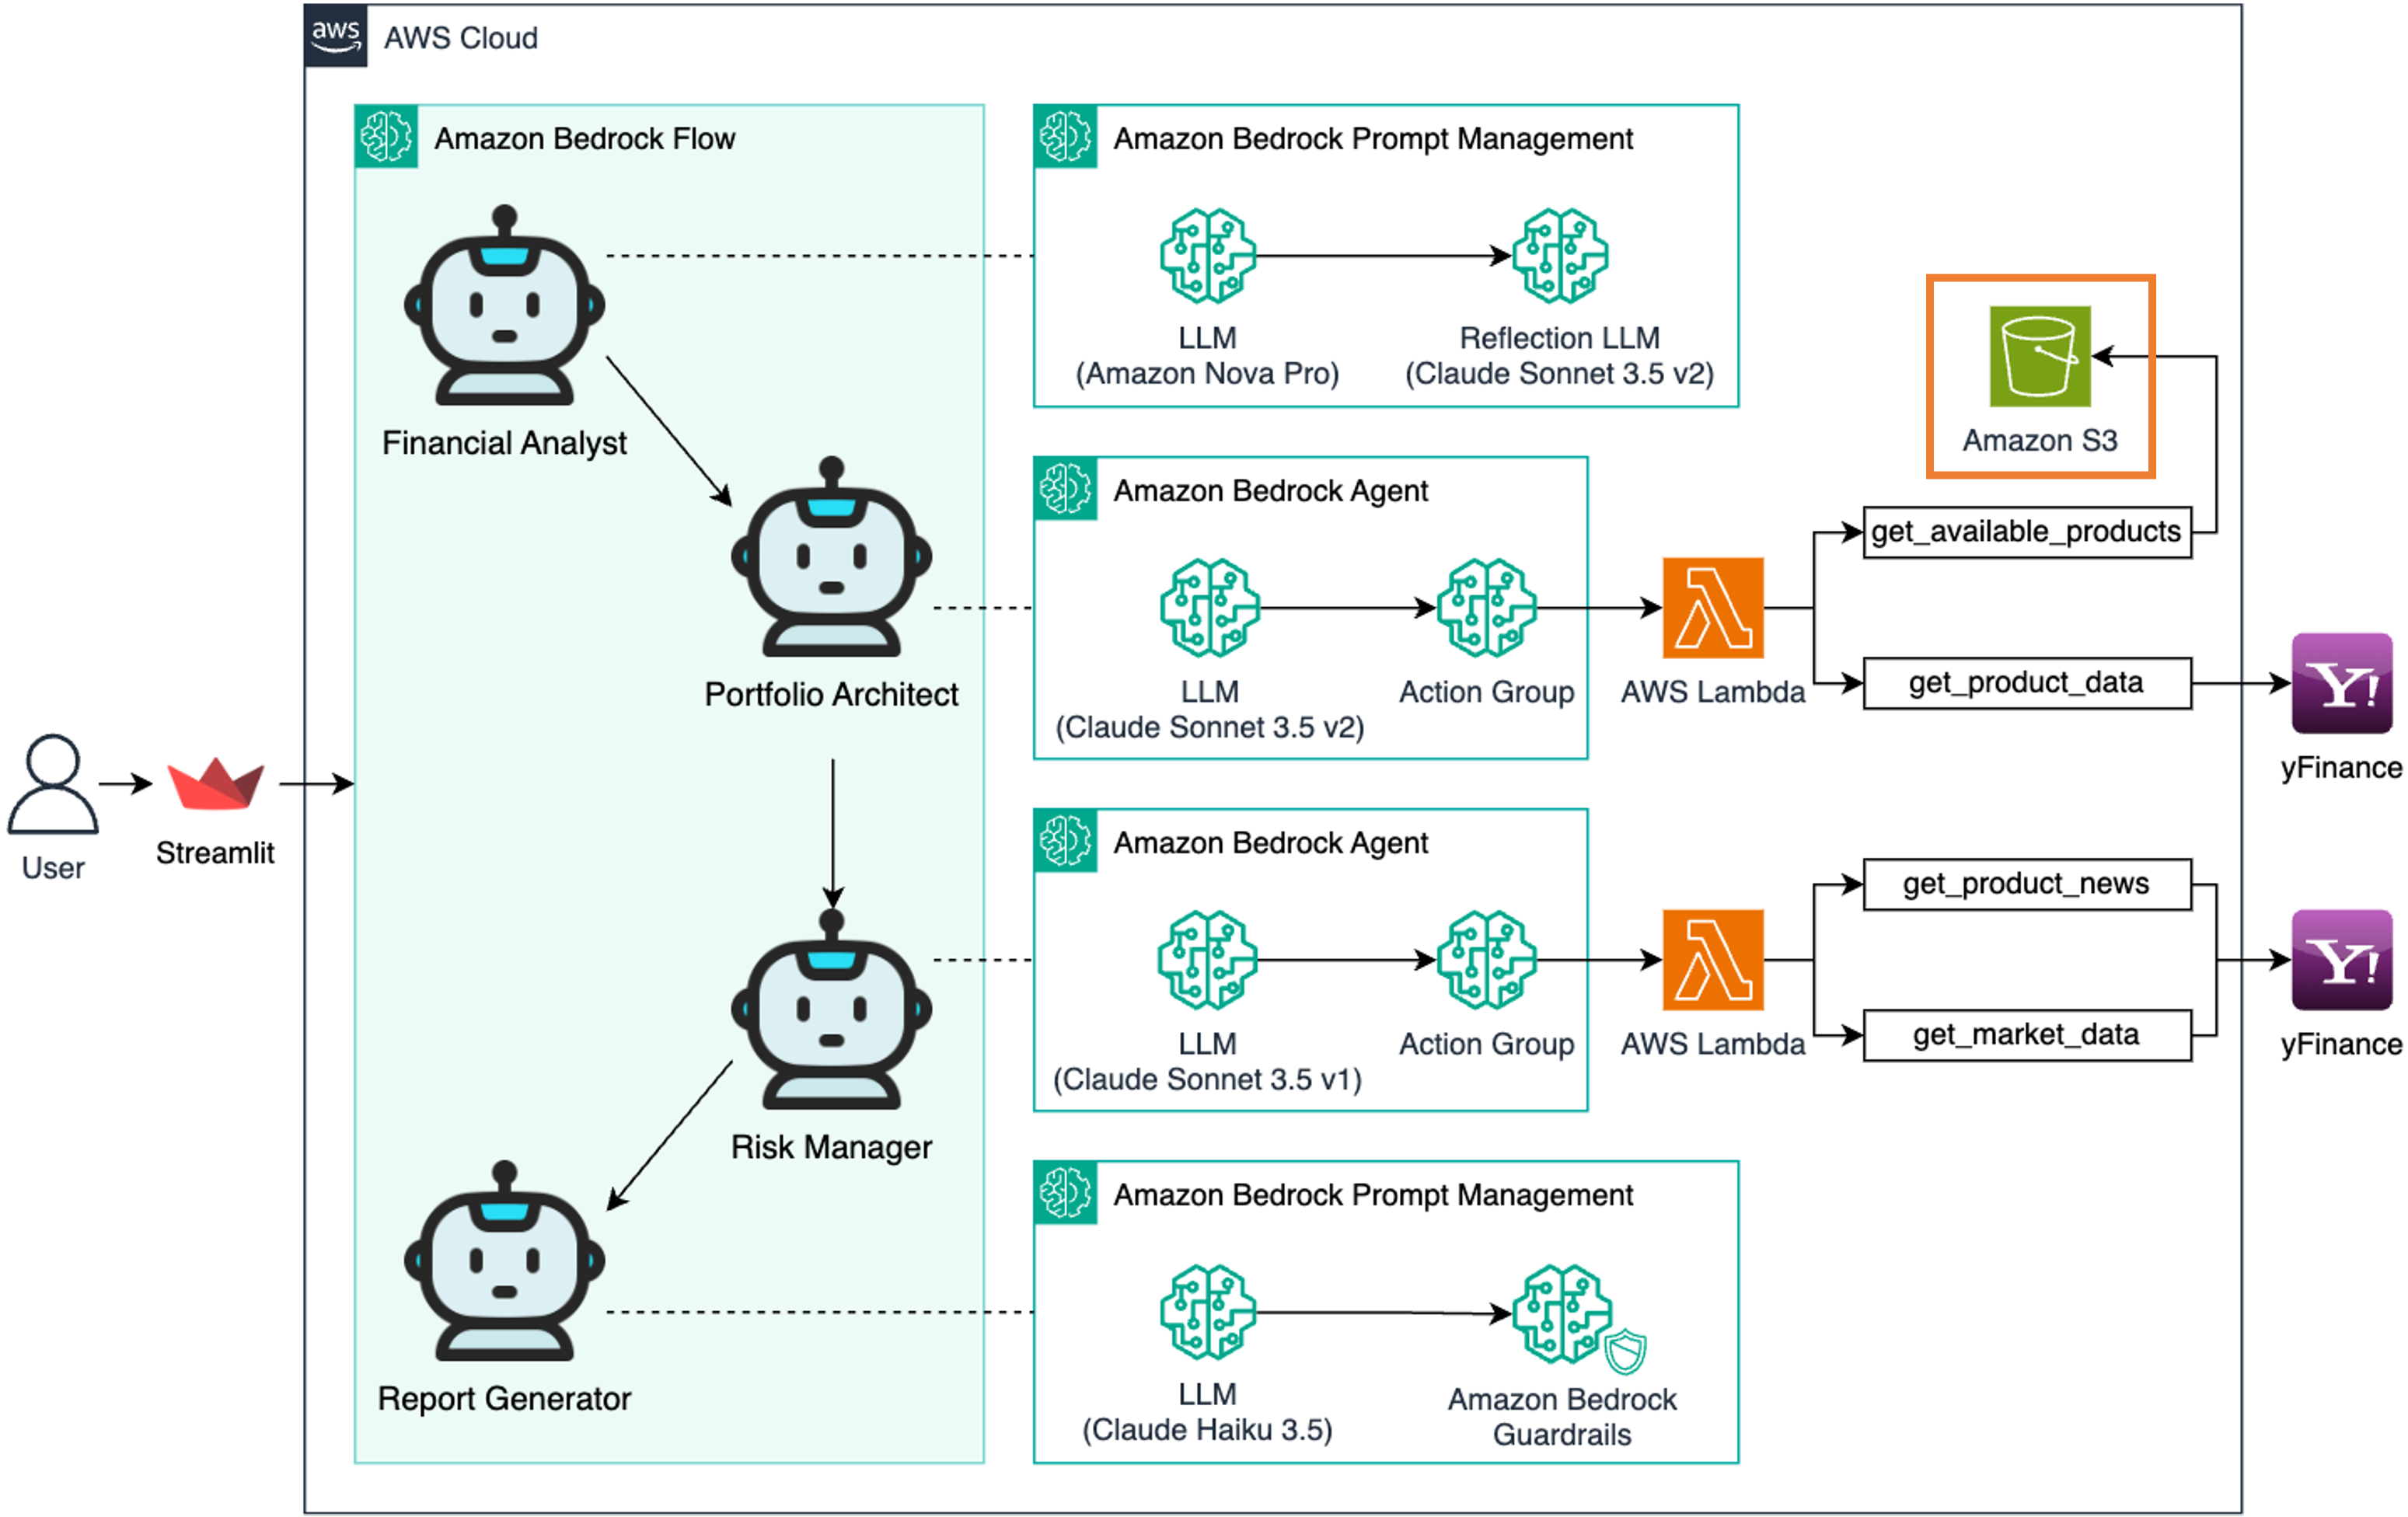 aws
AWS Cloud
Amazon Bedrock Flow
Financial Analyst
Portfolio Architect
Risk Manager
Report Generator
User
Streamlit
Amazon Bedrock Prompt Management
LLM
(Amazon Nova Pro)
Reflection LLM
(Claude Sonnet 3.5 v2)
Amazon Bedrock Agent
LLM
(Claude Sonnet 3.5 v2)
Action Group
AWS Lambda
get_available_products
get_product_data
Amazon S3
Y!
yFinance
Amazon Bedrock Agent
LLM
(Claude Sonnet 3.5 v1)
Action Group
AWS Lambda
get_product_news
get_market_data
Y!
yFinance
Amazon Bedrock Prompt Management
LLM
(Claude Haiku 3.5)
Amazon Bedrock
Guardrails